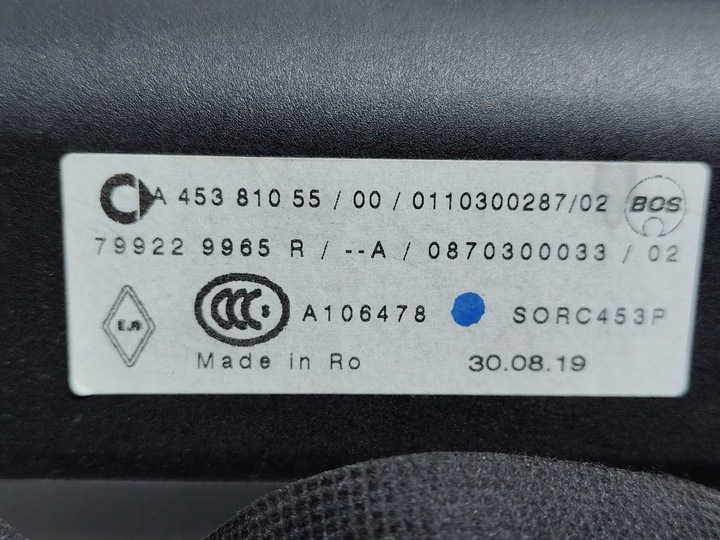 A 453 810 55 / 00 / 0110300287/02 BOS
79922 9965 R / --A / 0870300033 / 02
CCC S A106478 SORC453P
Made in Ro 30.08.19